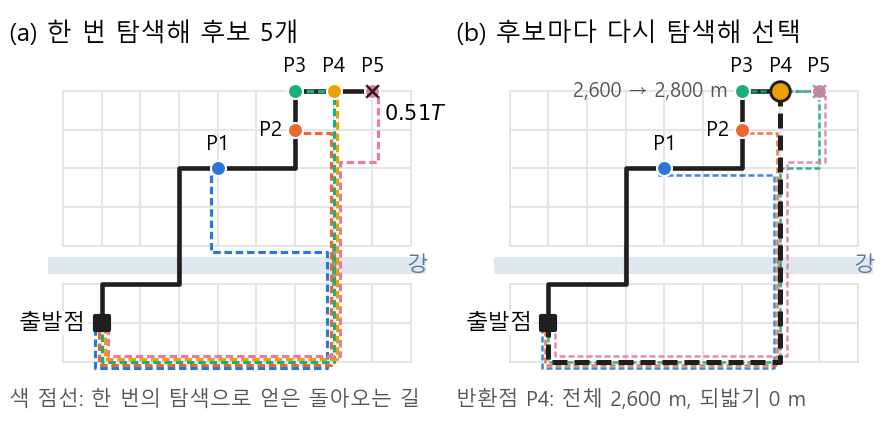 (a) 한 번 탐색해 후보 5개
P3 P4 P5
0.51T
P2
P1
강
출발점
색 점선: 한 번의 탐색으로 얻은 돌아오는 길
(b) 후보마다 다시 탐색해 선택
P3 P4 P5
2,600 → 2,800 m
P2
P1
강
출발점
반환점 P4: 전체 2,600 m, 되밟기 0 m